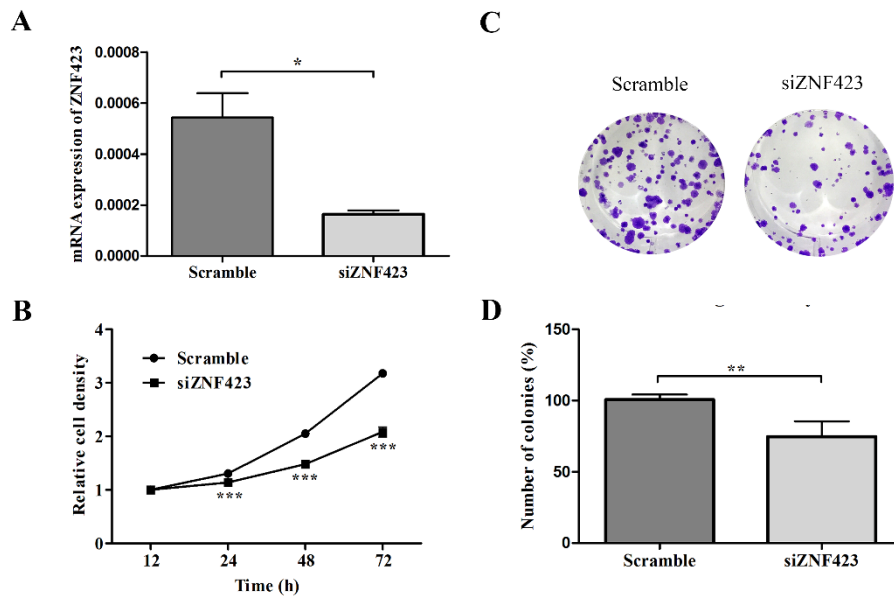 A
mRNA expression of ZNF423
0.0008
0.0006
0.0004
0.0002
0.0000
*
Scramble
siZNF423
B
Relative cell density
4
3
2
1
0
Scramble
siZNF423
***
***
***
12
24
48
72
Time (h)
C
Scramble
siZNF423
D
Number of colonies (%)
150
100
50
0
**
Scramble
siZNF423